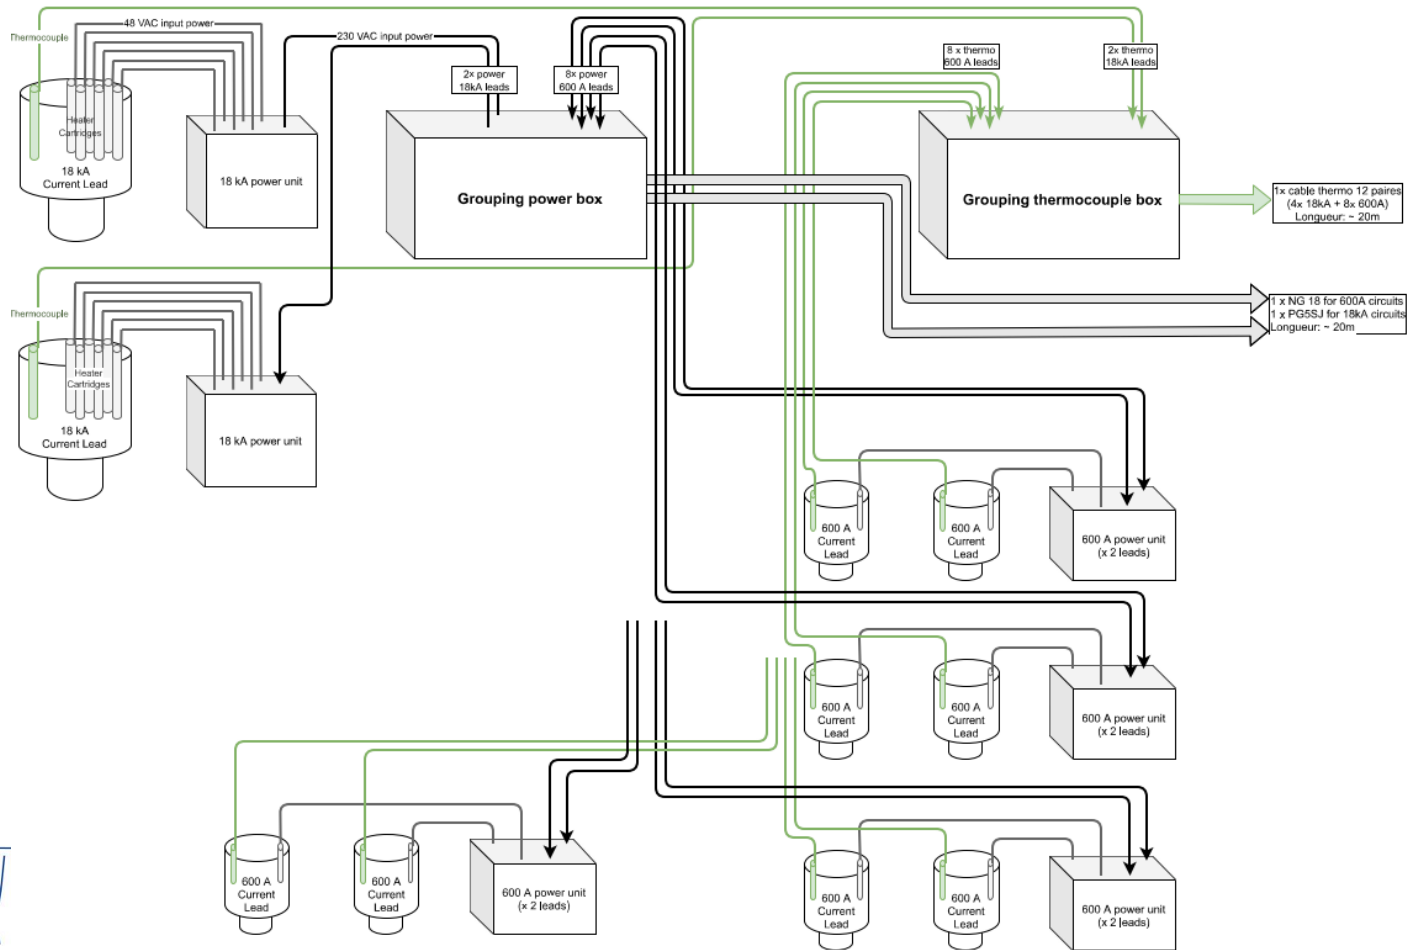 48 VAC input power
Thermocouple
Heater
Cartridges
18 kA
Current Lead
18 kA power unit
230 VAC input power
2x power
18kA leads
8x power
600 A leads
Grouping power box
8 x thermo
600 A leads
2x thermo
18kA leads
Grouping thermocouple box
1x cable thermo 12 paires
(4x 18kA + 8x 600A)
Longueur: ~ 20m
1 x NG 18 for 600A circuits
1 x PG5SJ for 18kA circuits
Longueur: ~ 20m
Thermocouple
Heater
Cartridges
18 kA
Current Lead
18 kA power unit
600 A
Current
Lead
600 A
Current
Lead
600 A power unit
(x 2 leads)
600 A
Current
Lead
600 A
Current
Lead
600 A power unit
(x 2 leads)
600 A
Current
Lead
600 A
Current
Lead
600 A power unit
(x 2 leads)
600 A
Current
Lead
600 A
Current
Lead
600 A power unit
(x 2 leads)